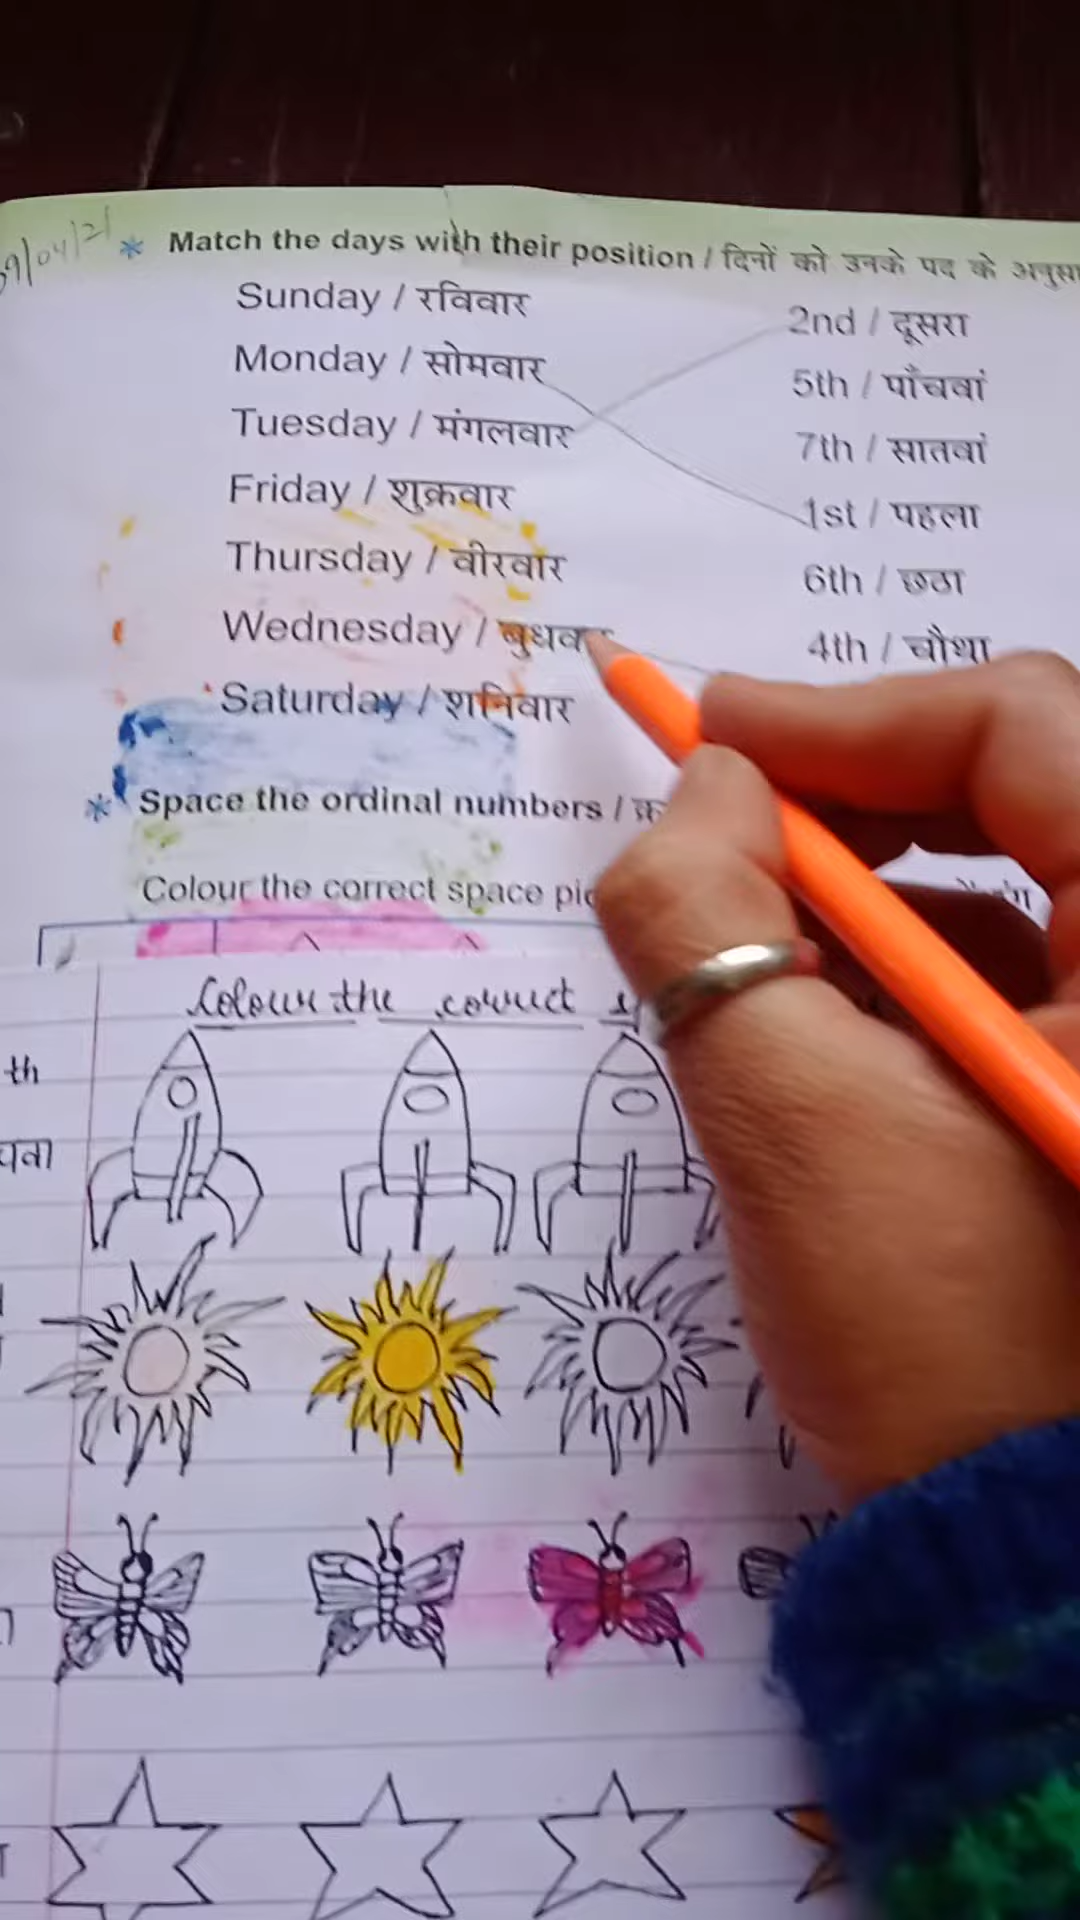 9/04/21
* Match the days with their position / दिनों को उनके पद के
Sunday / रविवार
2nd / दूसरा
Monday / सोमवार
5th / पाँचवां
Tuesday / मंगलवार
7th / सातवां
Friday / शुक्रवार
1st / पहला
Thursday / वीरवार
6th / छठा
Wednesday / बुधवार
4th / चौथा
Saturday / शनिवार
* Space the ordinal numbers /
Colour the correct space
Colour the correct
th